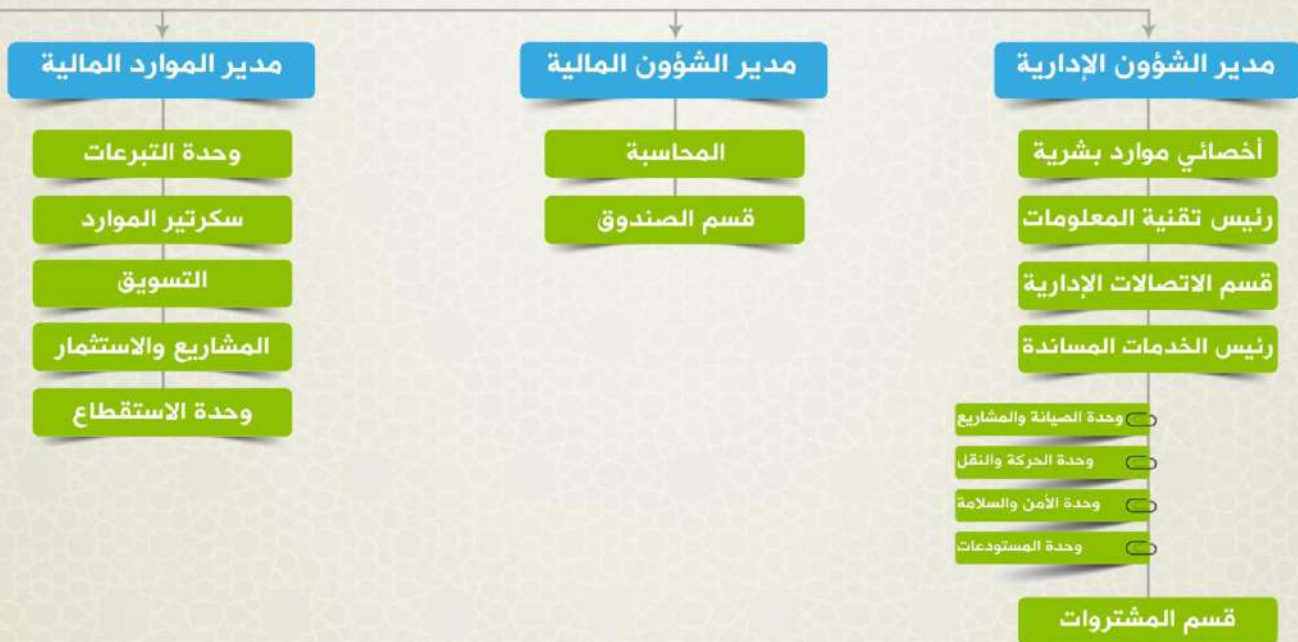 مدير الشؤون الإدارية
أخصائي موارد بشرية
رئيس تقنية المعلومات
قسم الاتصالات الإدارية
رئيس الخدمات المساندة
وحدة الصيانة والمشاريع
وحدة الحركة والنقل
وحدة الأمن والسلامة
وحدة المستودعات
قسم المشتروات
مدير الشؤون المالية
المحاسبة
قسم الصندوق
مدير الموارد المالية
وحدة التبرعات
سكرتير الموارد
التسويق
المشاريع والاستثمار
وحدة الاستقطاع